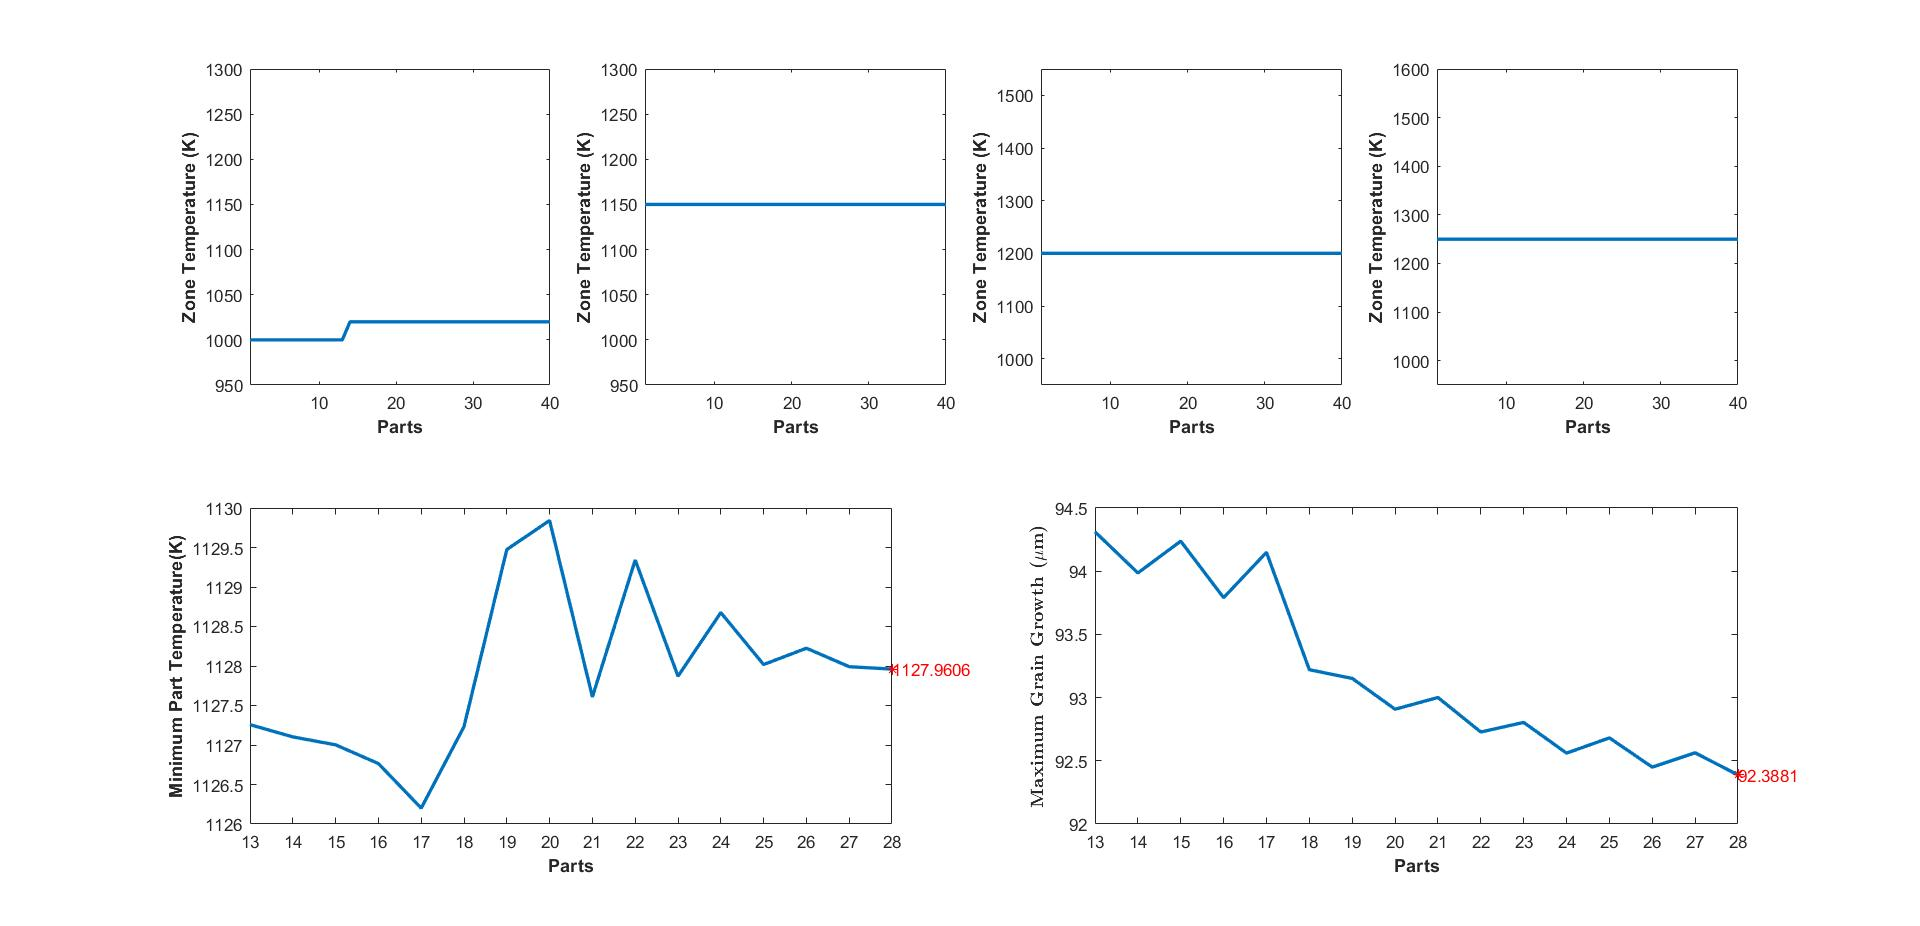 1300
1250
1200
1150
1100
1050
1000
950
Zone Temperature (K)
10 20 30 40
Parts
1300
1250
1200
1150
1100
1050
1000
950
Zone Temperature (K)
10 20 30 40
Parts
1500
1400
1300
1200
1100
1000
Zone Temperature (K)
10 20 30 40
Parts
1600
1500
1400
1300
1200
1100
1000
Zone Temperature (K)
10 20 30 40
Parts
1130
1129.5
1129
1128.5
1128
1127.5
1127
1126.5
1126
Minimum Part Temperature(K)
1127.9606
13 14 15 16 17 18 19 20 21 22 23 24 25 26 27 28
Parts
94.5
94
93.5
93
92.5
92
Maximum Grain Growth (μm)
92.3881
13 14 15 16 17 18 19 20 21 22 23 24 25 26 27 28
Parts